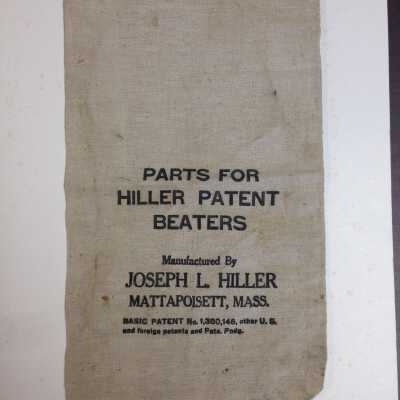 PARTS FOR
HILLER PATENT
BEATERS
Manufactured By
JOSEPH L. HILLER
MATTAPOISETT, MASS.
BASIC PATENT No. 1,380,146, other U. S.
and foreign patents and Pats. Pndg.